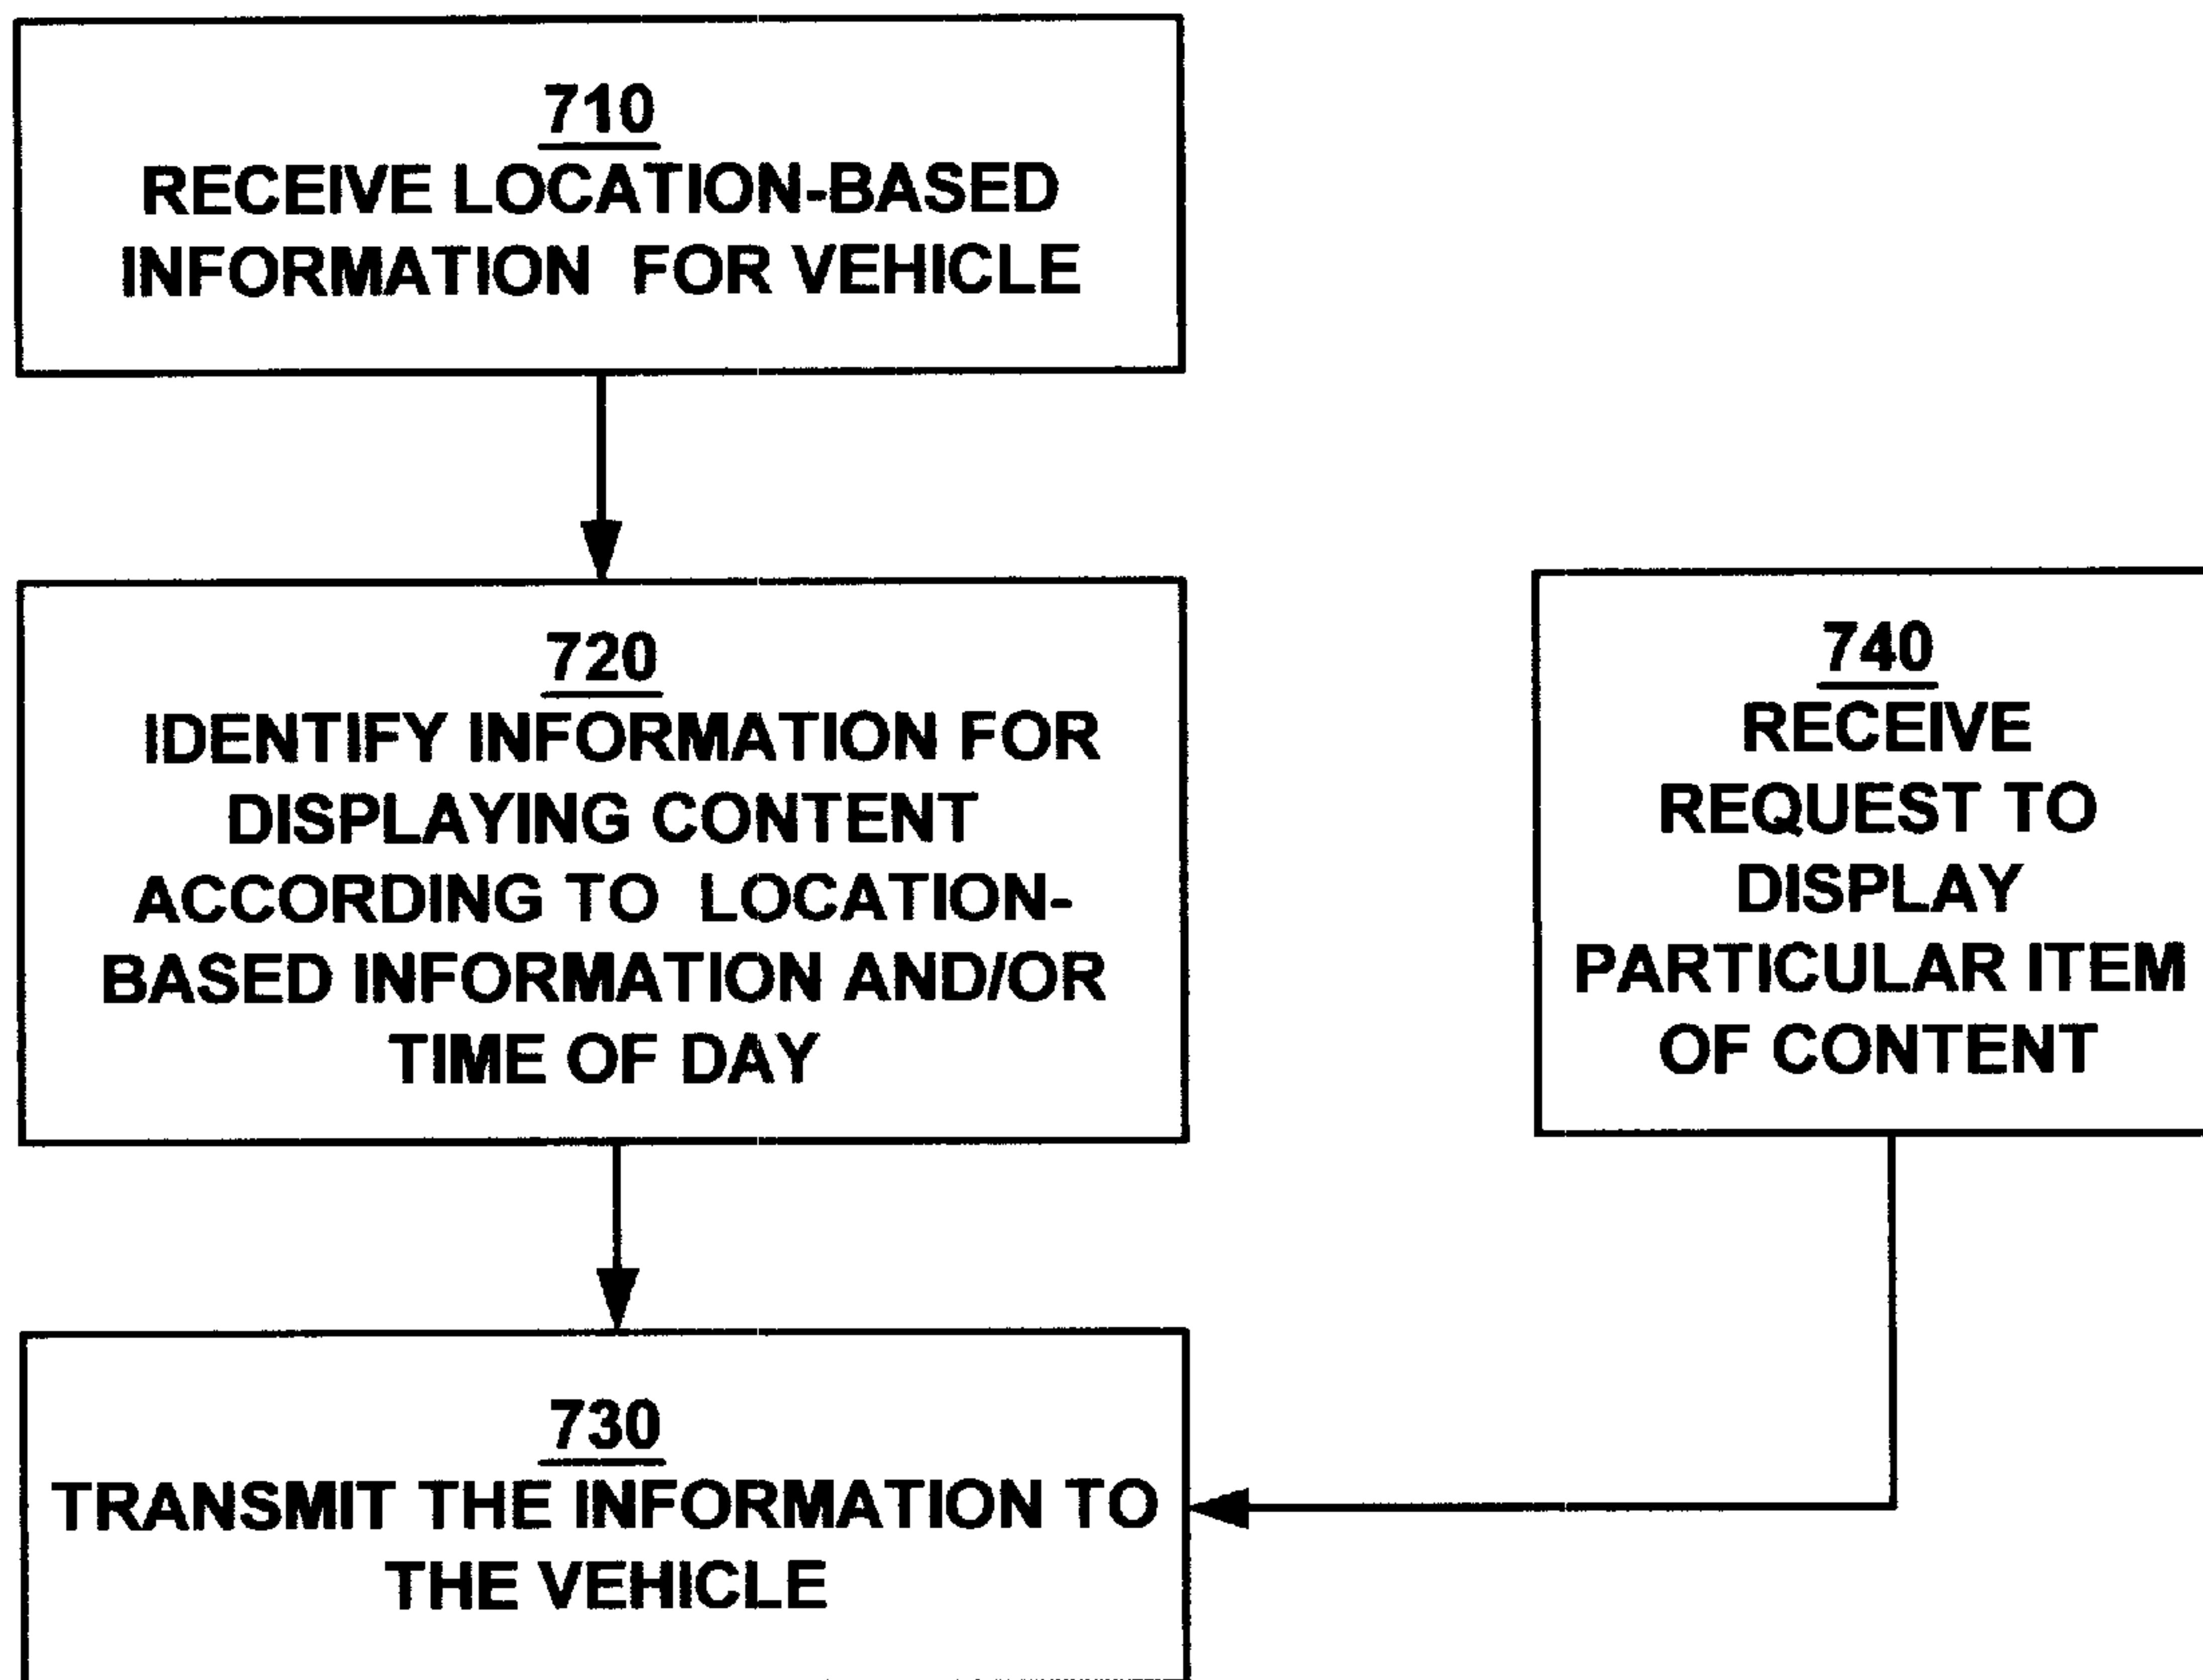 710
RECEIVE LOCATION-BASED
INFORMATION FOR VEHICLE
720
IDENTIFY INFORMATION FOR
DISPLAYING CONTENT
ACCORDING TO LOCATION-
BASED INFORMATION AND/OR
TIME OF DAY
740
RECEIVE
REQUEST TO
DISPLAY
PARTICULAR ITEM
OF CONTENT
730
TRANSMIT THE INFORMATION TO
THE VEHICLE